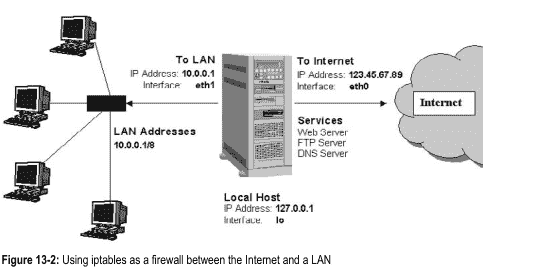 To LAN
IP Address: 10.0.0.1
Interface: eth1
To Internet
IP Address: 123.45.67.89
Interface: eth0
Internet
LAN Addresses
10.0.0.1/8
Services
Web Server
FTP Server
DNS Server
Local Host
IP Address: 127.0.0.1
Interface: lo
Figure 13-2: Using iptables as a firewall between the Internet and a LAN